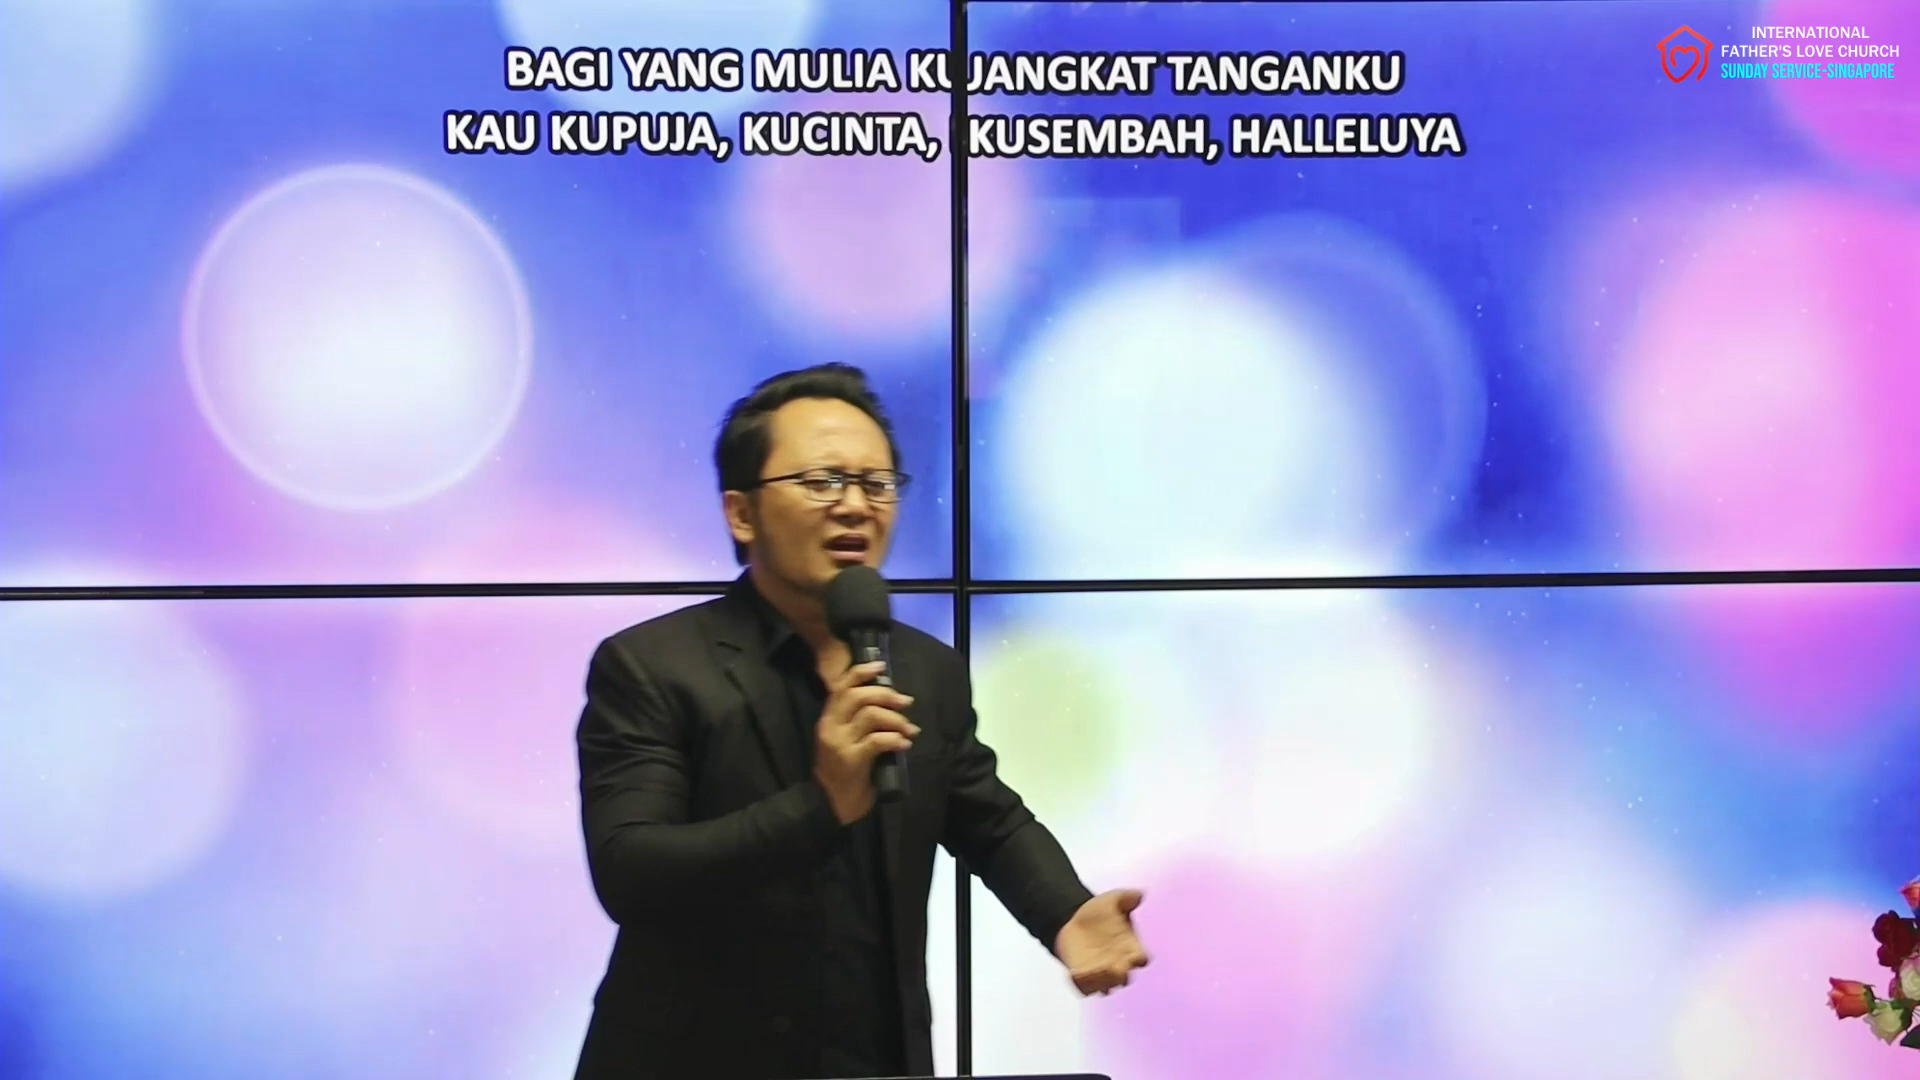 BAGI YANG MULIA KUANGKAT TANGANKU
KAU KUPUJA, KUCINTA, KUSEMBAH, HALLELUYA
INTERNATIONAL
FATHER'S LOVE CHURCH
SUNDAY SERVICE-SINGAPORE